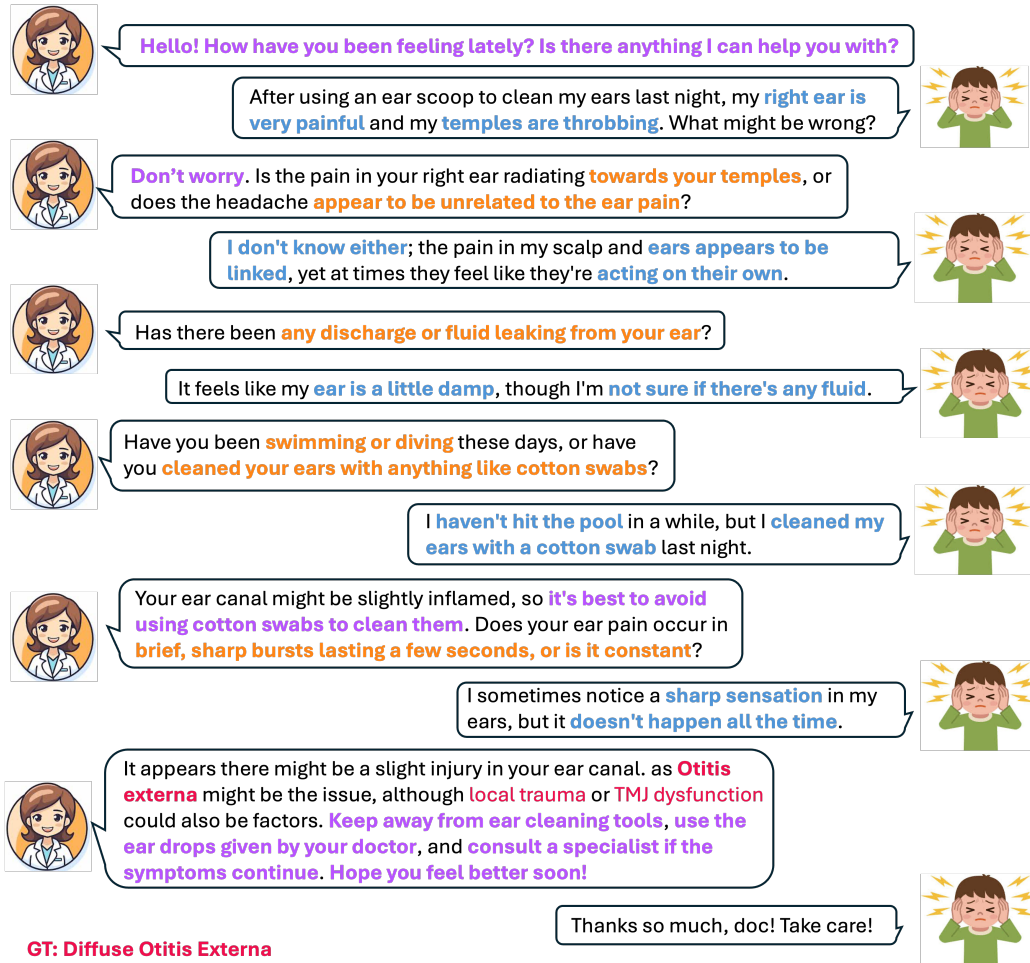 Hello! How have you been feeling lately? Is there anything I can help you with?
After using an ear scoop to clean my ears last night, my right ear is
very painful and my temples are throbbing. What might be wrong?
Don’t worry. Is the pain in your right ear radiating towards your temples, or
does the headache appear to be unrelated to the ear pain?
I don't know either; the pain in my scalp and ears appears to be
linked, yet at times they feel like they're acting on their own.
Has there been any discharge or fluid leaking from your ear?
It feels like my ear is a little damp, though I'm not sure if there's any fluid.
Have you been swimming or diving these days, or have
you cleaned your ears with anything like cotton swabs?
I haven't hit the pool in a while, but I cleaned my
ears with a cotton swab last night.
Your ear canal might be slightly inflamed, so it's best to avoid
using cotton swabs to clean them. Does your ear pain occur in
brief, sharp bursts lasting a few seconds, or is it constant?
I sometimes notice a sharp sensation in my
ears, but it doesn't happen all the time.
It appears there might be a slight injury in your ear canal. as Otitis
externa might be the issue, although local trauma or TMJ dysfunction
could also be factors. Keep away from ear cleaning tools, use the
ear drops given by your doctor, and consult a specialist if the
symptoms continue. Hope you feel better soon!
Thanks so much, doc! Take care!
GT: Diffuse Otitis Externa